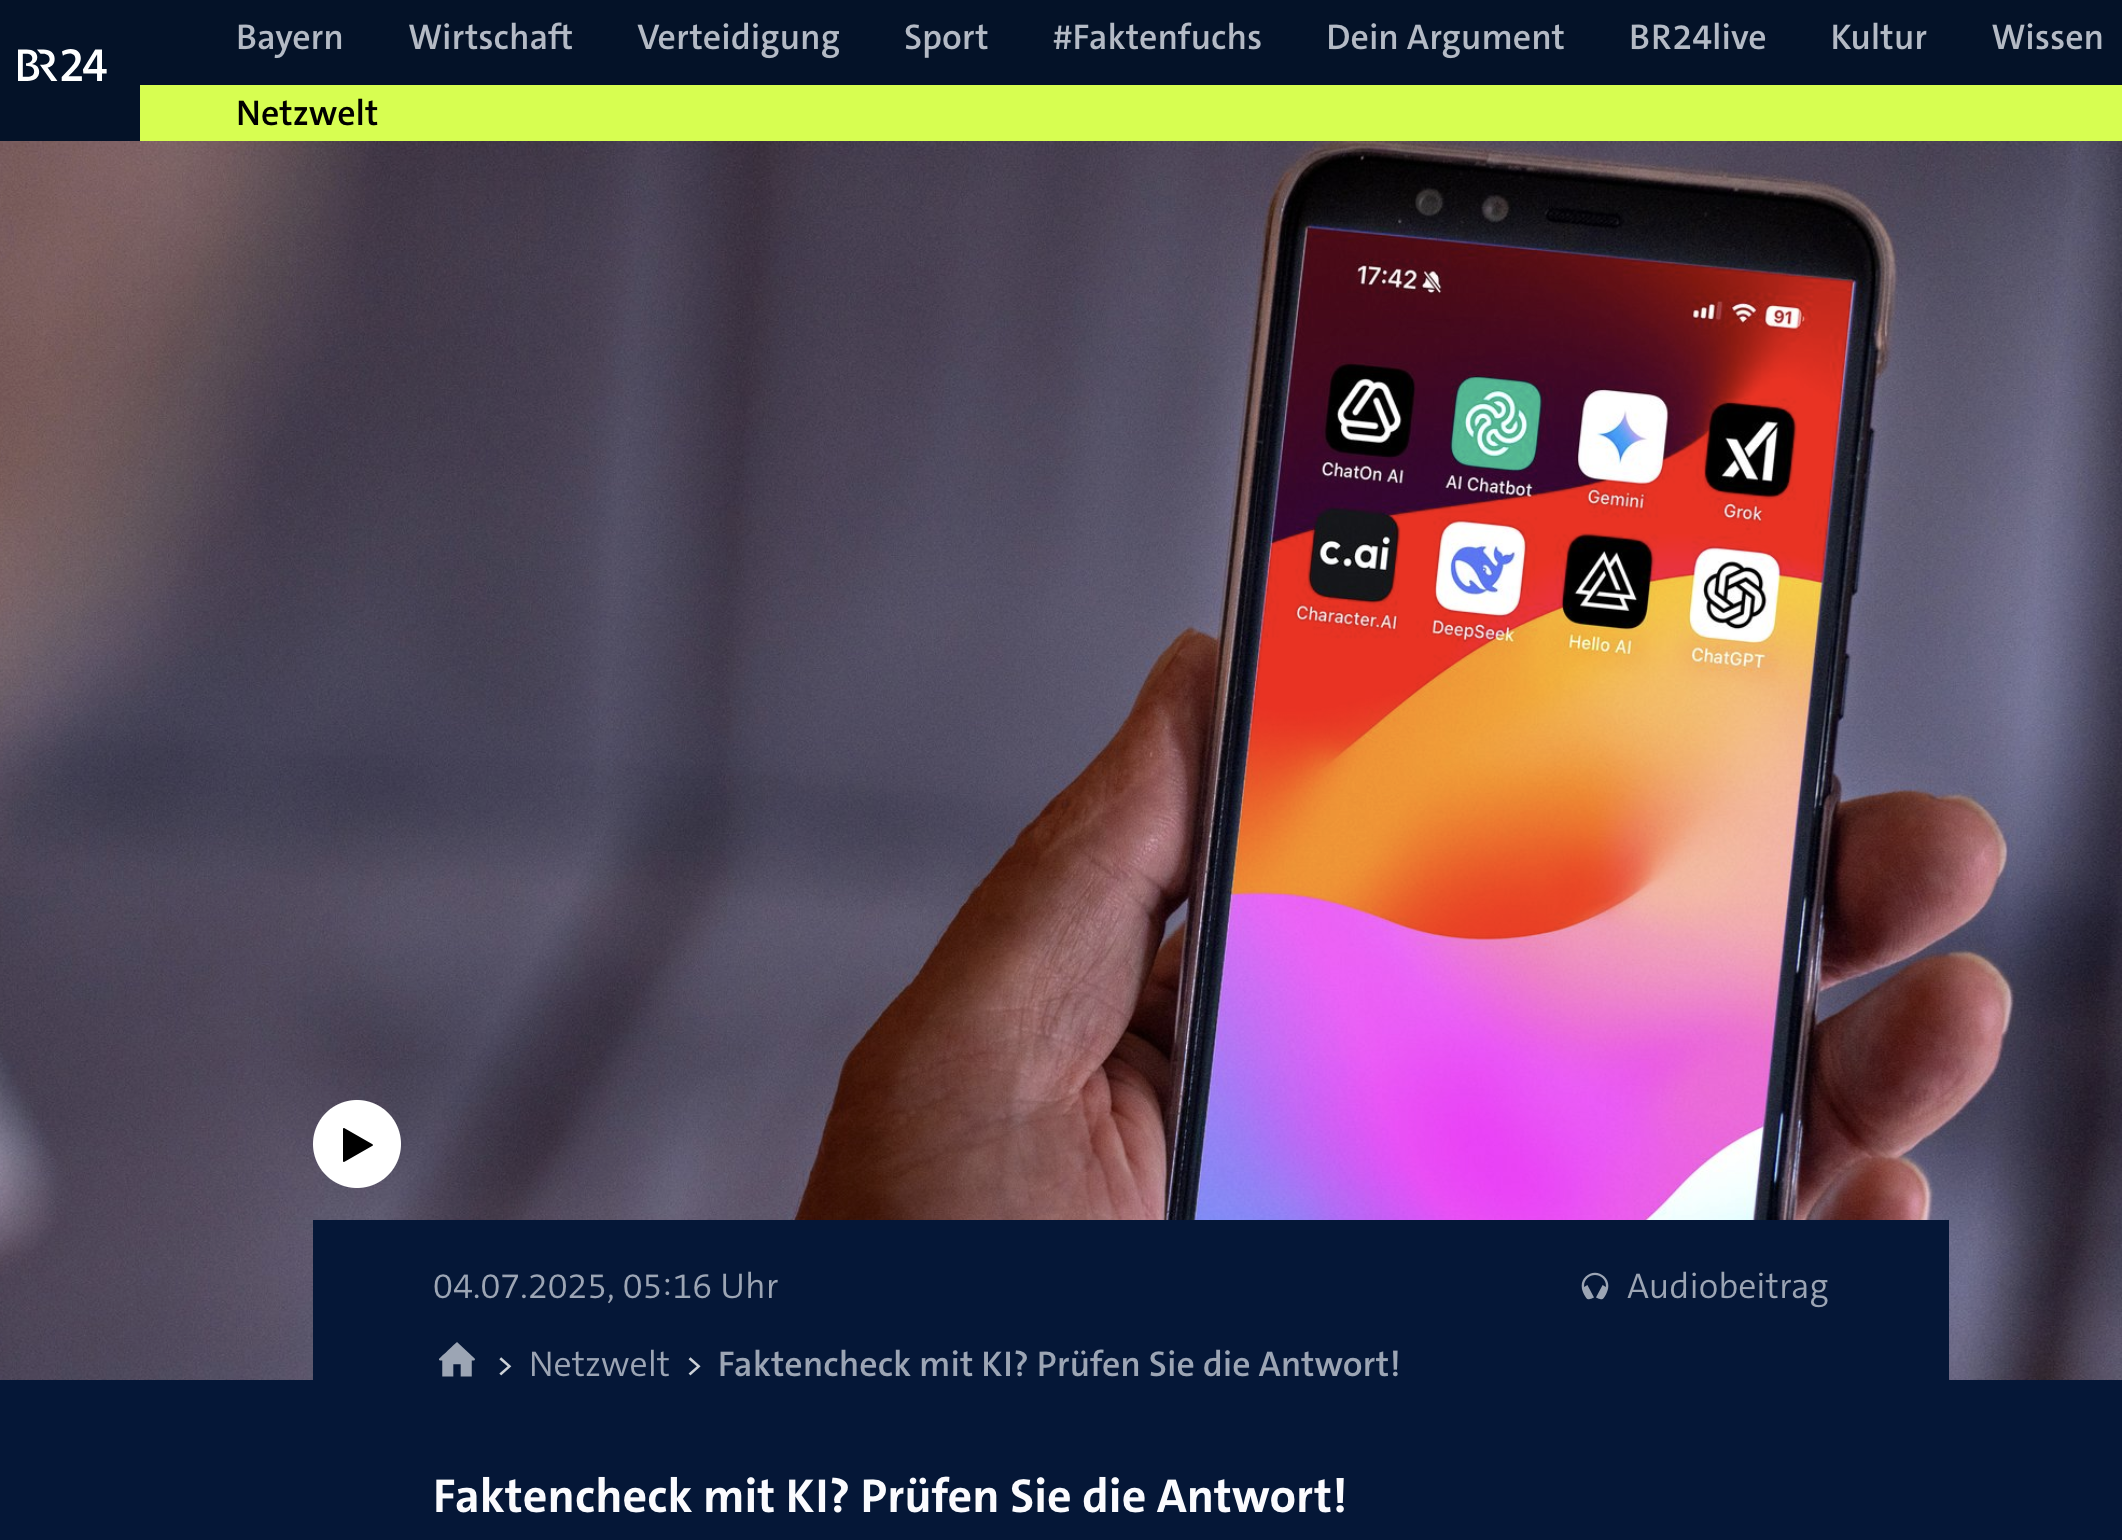 BR24
Bayern Wirtschaft Verteidigung Sport #Faktenfuchs Dein Argument BR24live Kultur Wissen
Netzwelt
17:42
91
ChatOn AI AI Chatbot Gemini Grok
c.ai
Character.AI DeepSeek Hello AI ChatGPT
04.07.2025, 05:16 Uhr Audiobeitrag
> Netzwelt > Faktencheck mit KI? Prüfen Sie die Antwort!
Faktencheck mit KI? Prüfen Sie die Antwort!